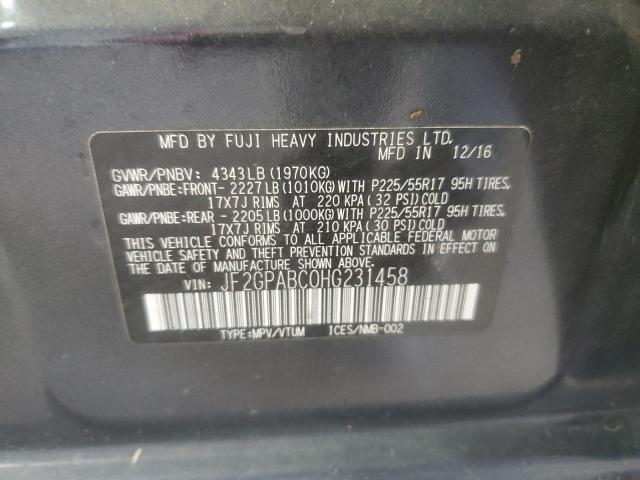 MFD BY FUJI HEAVY INDUSTRIES LTD.
MFD IN 12/16
GVWR/PNBV: 4343LB (1970KG)
GAWR/PNBE:FRONT- 2227LB (1010KG) WITH P225/55R17 95H TIRES,
17X7J RIMS AT 220 KPA (32 PSI) COLD
GAWR/PNBE:REAR - 2205LB (1000KG) WITH P225/55R17 95H TIRES,
17X7J RIMS AT 210 KPA (30 PSI) COLD
THIS VEHICLE CONFORMS TO ALL APPLICABLE FEDERAL MOTOR
VEHICLE SAFETY AND THEFT PREVENTION STANDARDS IN EFFECT
ON THE DATE OF MANUFACTURE SHOWN ABOVE.
VIN: JF2GPABC0HG231458
TYPE:MPV/VTUM ICES/NMB-002